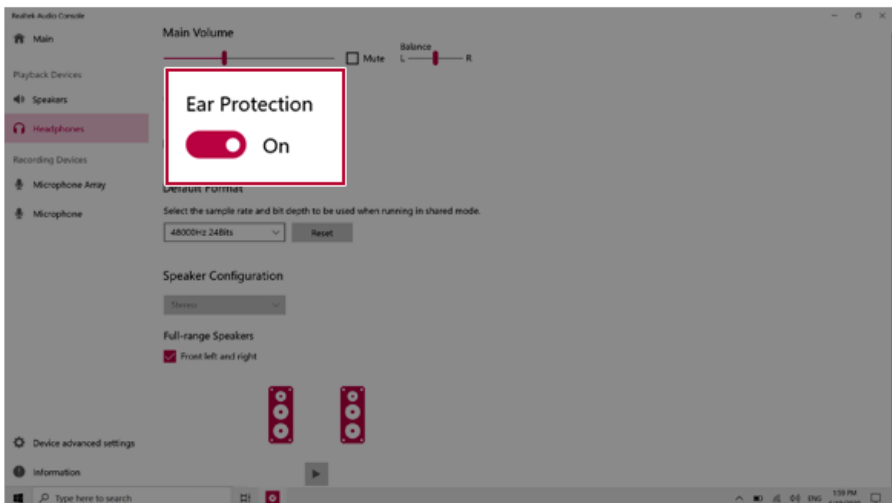 Realtek Audio Console
Main
Playback Devices
Speakers
Headphones
Recording Devices
Microphone Array
Microphone
Device advanced settings
Information
Main Volume
Mute
Balance
L R
Ear Protection
On
Default Format
Select the sample rate and bit depth to be used when running in shared mode.
48000Hz 24Bits
Reset
Speaker Configuration
Stereo
Full-range Speakers
Front left and right
Type here to search
ENG
1:59 PM